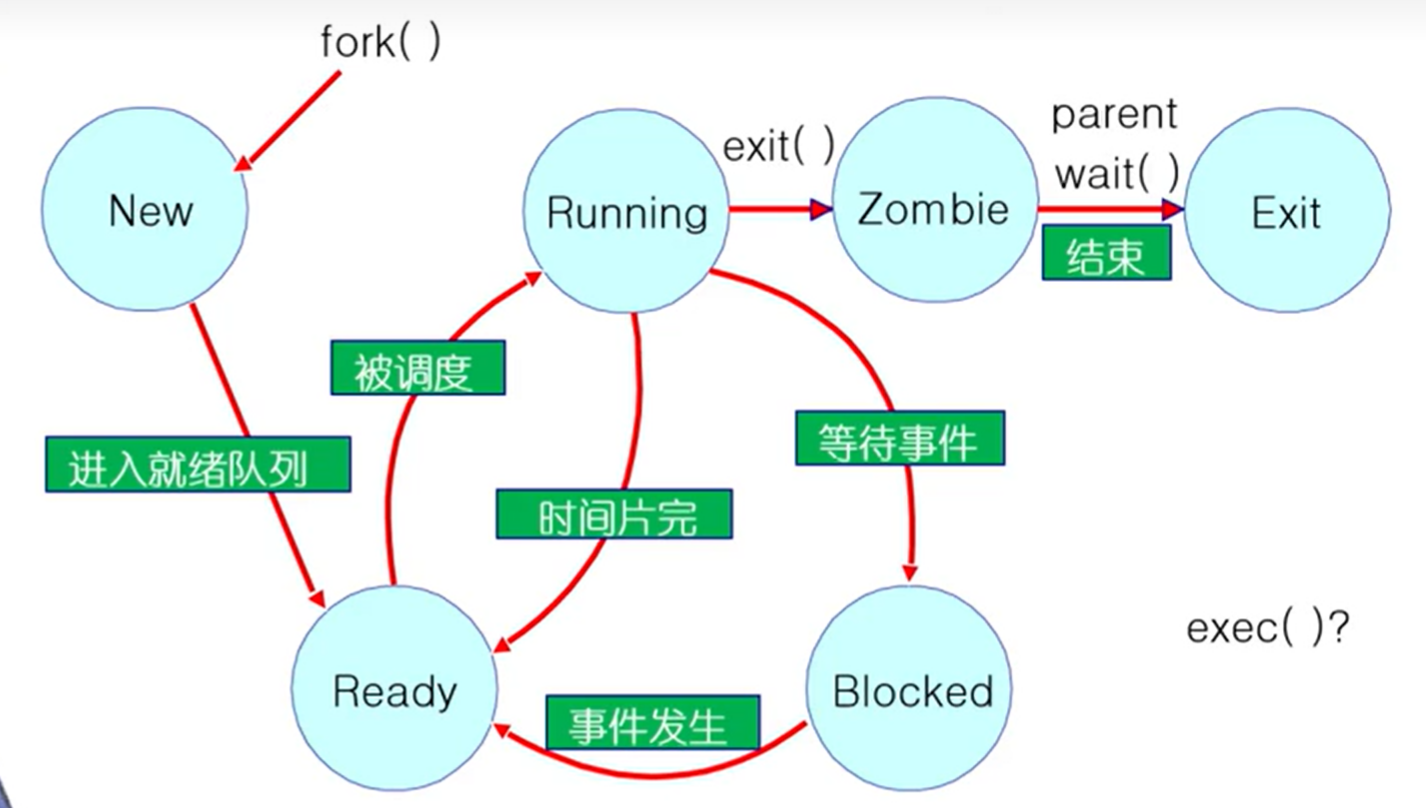 fork( )
New
Running
exit( )
Zombie
parent
wait( )
结束
Exit
被调度
进入就绪队列
时间片完
等待事件
Ready
事件发生
Blocked
exec( )?